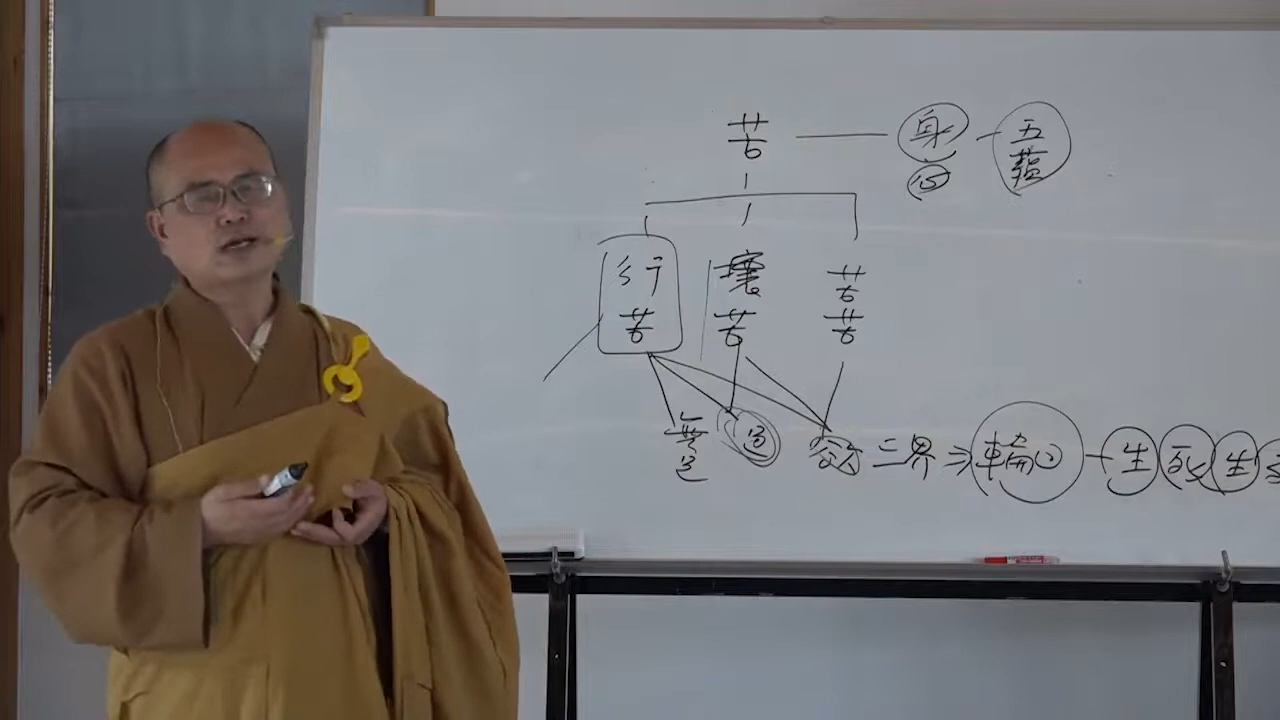 苦 — 身 — 五蘊
心
行苦 壞苦 苦苦
無色 色 欲 三界 ⇒ 輪回 — 生 死 生